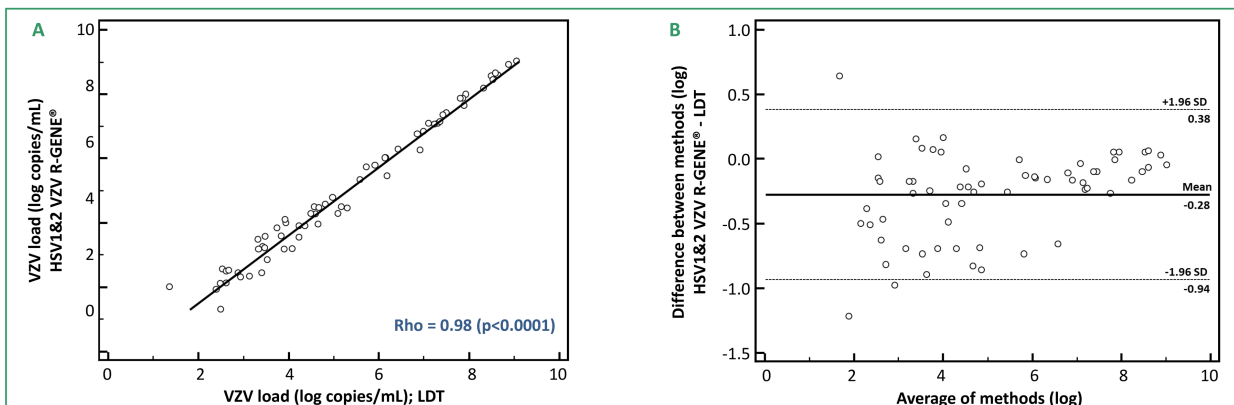 A
VZV load (log copies/mL)
HSV1&2 VZV R-GENE®
10
8
6
4
2
0
Rho = 0.98 (p<0.0001)
0 2 4 6 8 10
VZV load (log copies/mL); LDT
B
Difference between methods (log)
HSV1&2 VZV R-GENE® - LDT
1.0
0.5
0.0
-0.5
-1.0
-1.5
+1.96 SD
0.38
Mean
-0.28
-1.96 SD
-0.94
0 2 4 6 8 10
Average of methods (log)